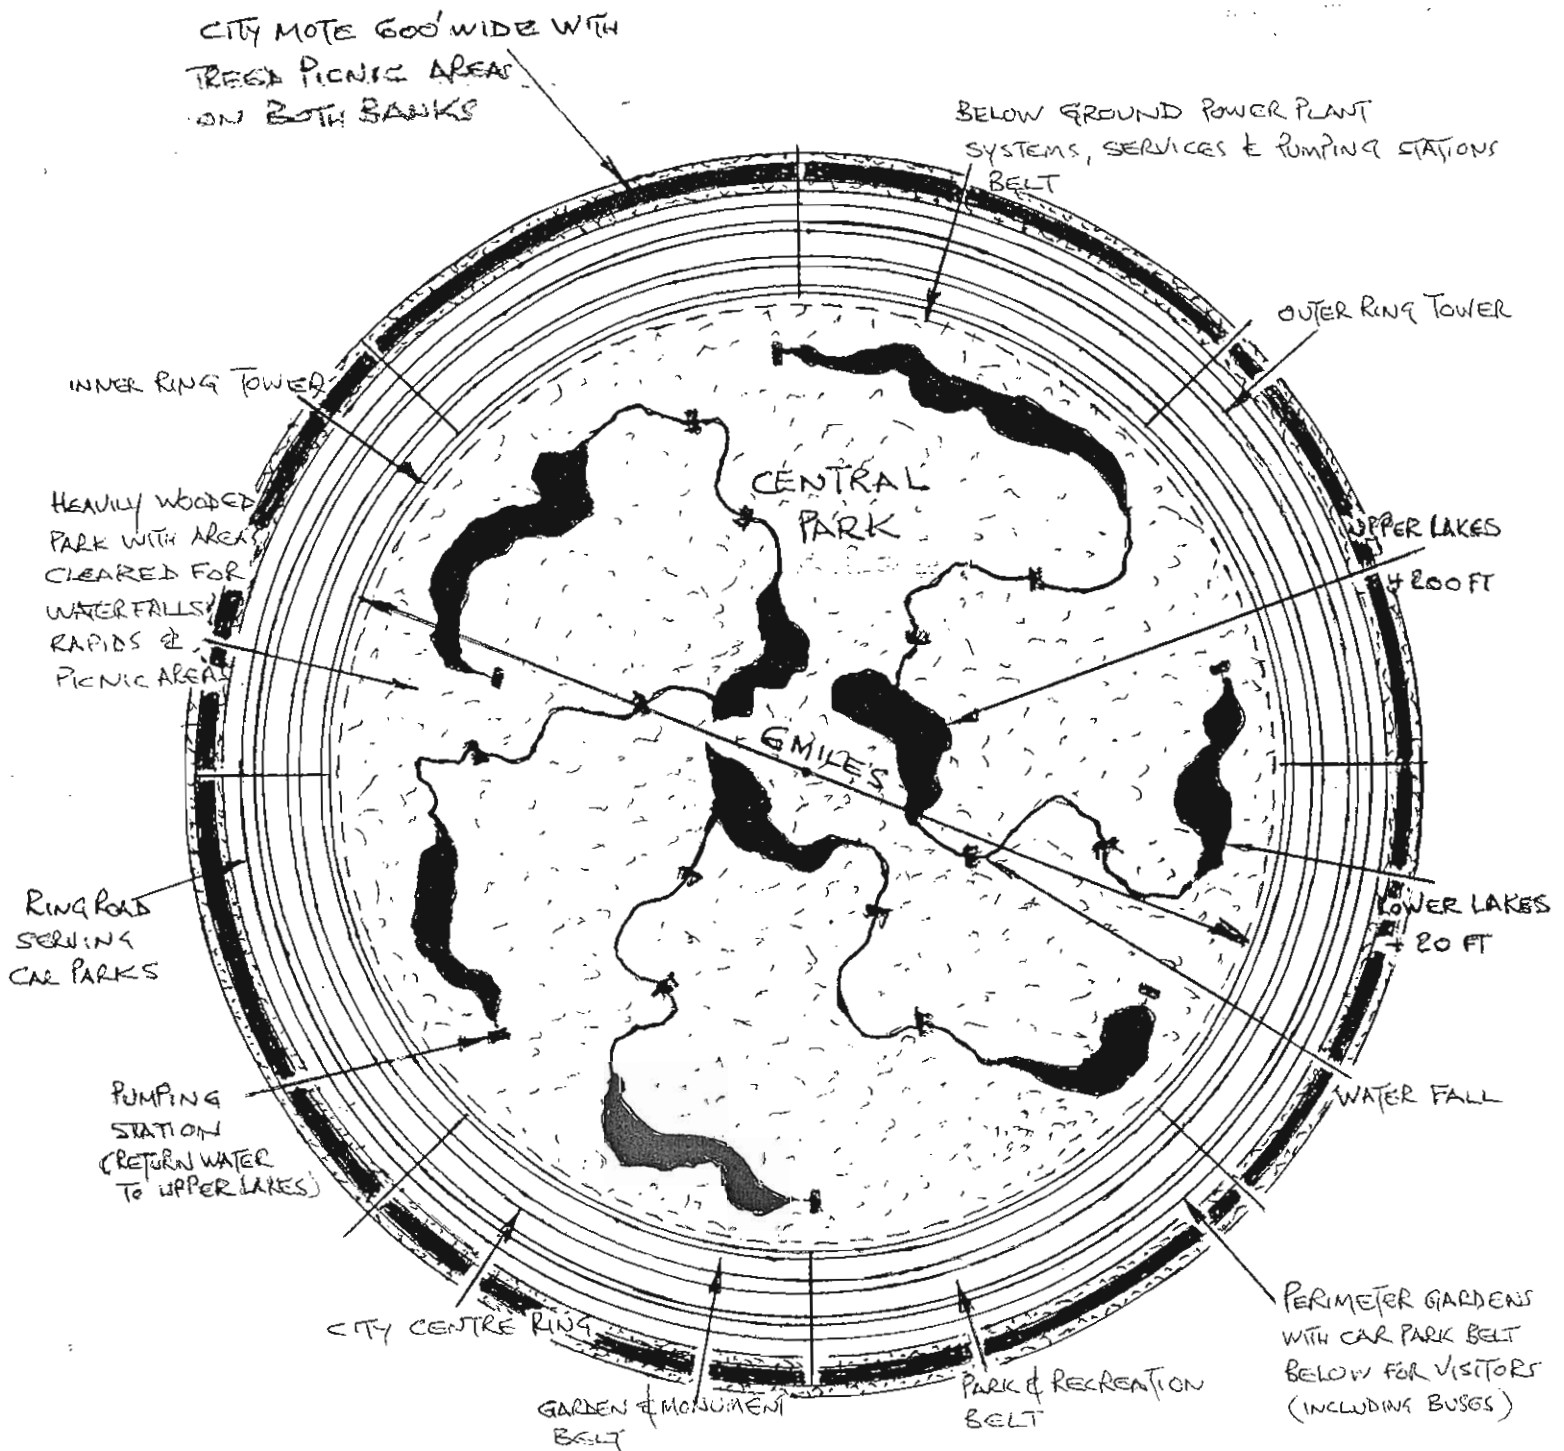 CITY MOTE 600' WIDE WITH
TREED PICNIC AREAS
ON BOTH BANKS
BELOW GROUND POWER PLANT
SYSTEMS, SERVICES & PUMPING STATIONS
BELT
OUTER RING TOWER
INNER RING TOWER
CENTRAL
PARK
HEAVILY WOODED
PARK WITH AREAS
CLEARED FOR
WATERFALLS
RAPIDS &
PICNIC AREAS
UPPER LAKES
+ 200 FT
6 MILES
LOWER LAKES
+ 20 FT
RING ROAD
SERVING
CAR PARKS
PUMPING
STATION
(RETURN WATER
TO UPPER LAKES)
WATER FALL
CITY CENTRE RING
GARDEN & MONUMENT
BELT
PARK & RECREATION
BELT
PERIMETER GARDENS
WITH CAR PARK BELT
BELOW FOR VISITORS
(INCLUDING BUSES)